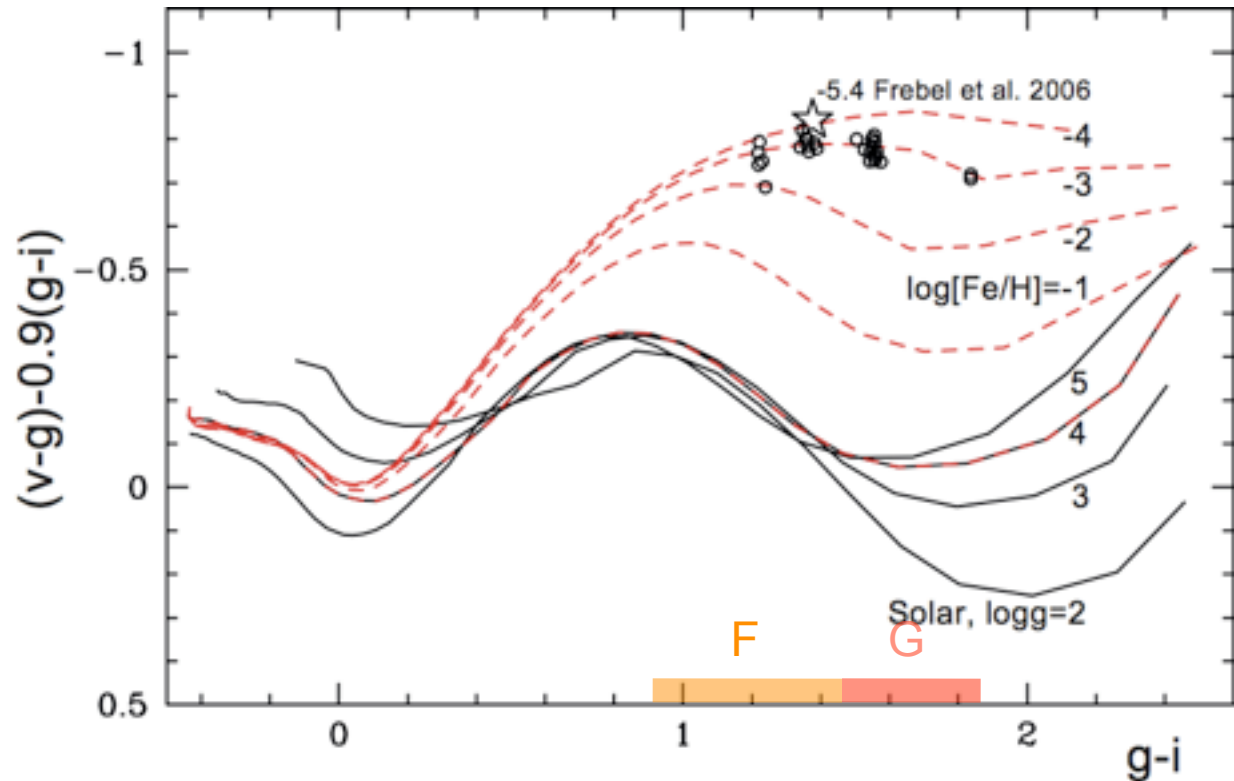 -1
-5.4 Frebel et al. 2006
-4
-3
-2
-0.5
log[Fe/H]=-1
(v-g)-0.9(g-i)
5
4
0
3
Solar, logg=2
F
G
0.5
0
1
2
g-i